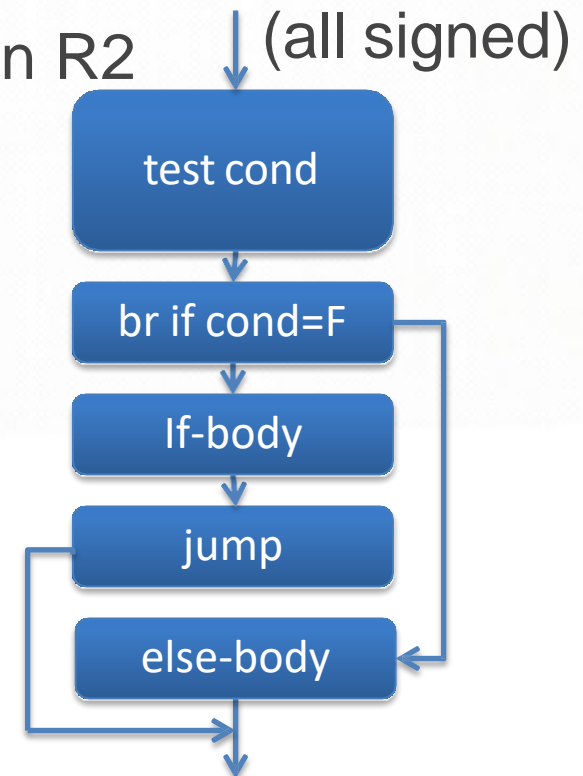 n R2 (all signed)
test cond
br if cond=F
If-body
jump
else-body